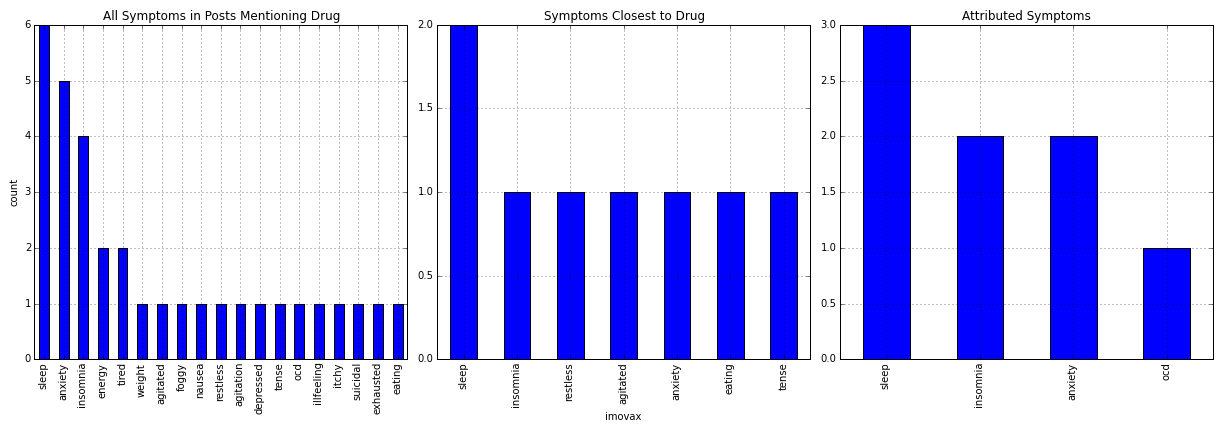 All Symptoms in Posts Mentioning Drug
count
6
5
4
3
2
1
0
sleep
anxiety
insomnia
energy
tired
weight
agitated
foggy
nausea
restless
agitation
depressed
tense
ocd
illfeeling
itchy
suicidal
exhausted
eating
Symptoms Closest to Drug
2.0
1.5
1.0
0.5
0.0
sleep
insomnia
restless
agitated
anxiety
eating
tense
imovax
Attributed Symptoms
3.0
2.5
2.0
1.5
1.0
0.5
0.0
sleep
insomnia
anxiety
ocd